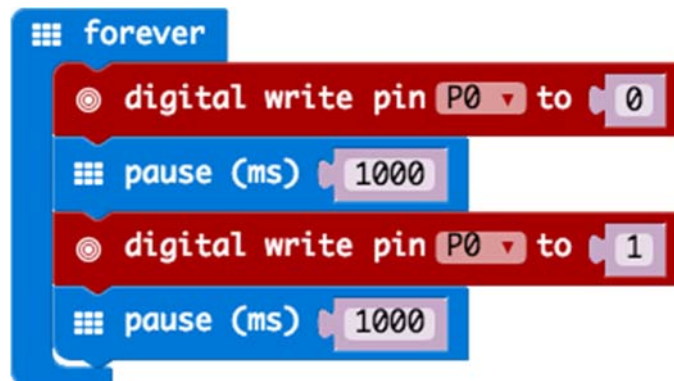 forever
digital write pin P0 to 0
pause (ms) 1000
digital write pin P0 to 1
pause (ms) 1000